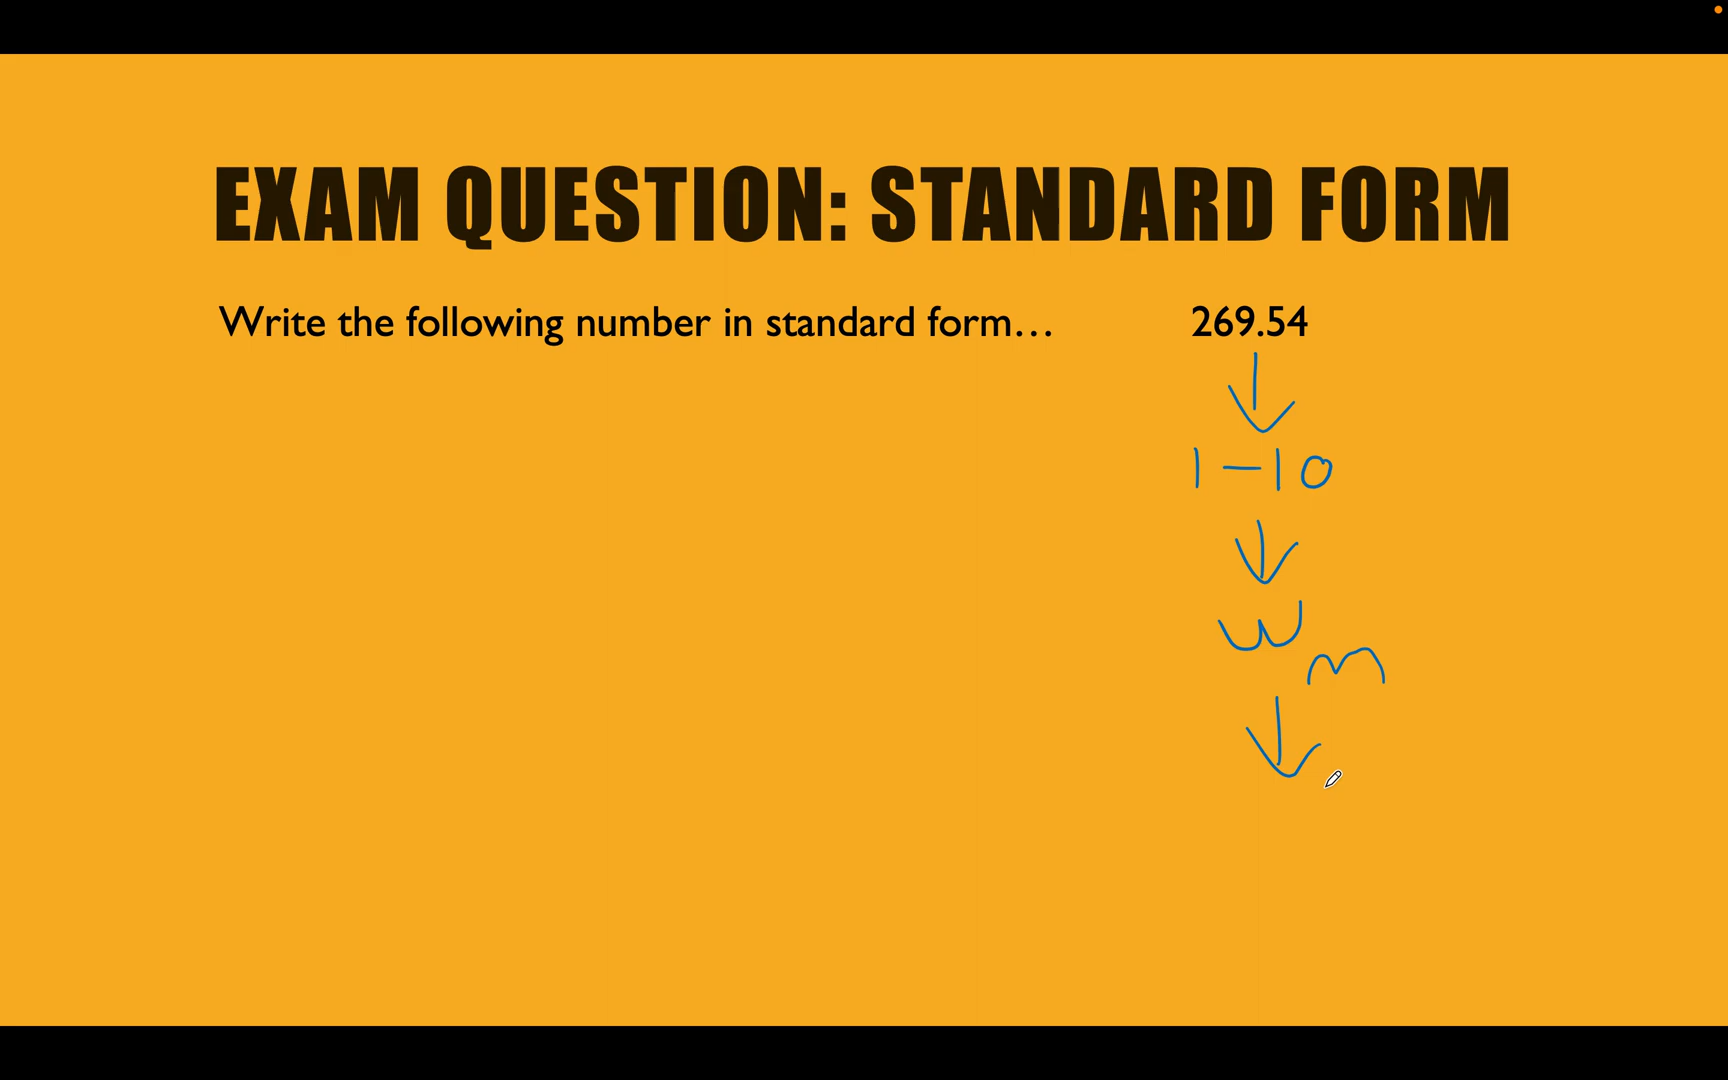 EXAM QUESTION: STANDARD FORM
Write the following number in standard form… 269.54
1-10